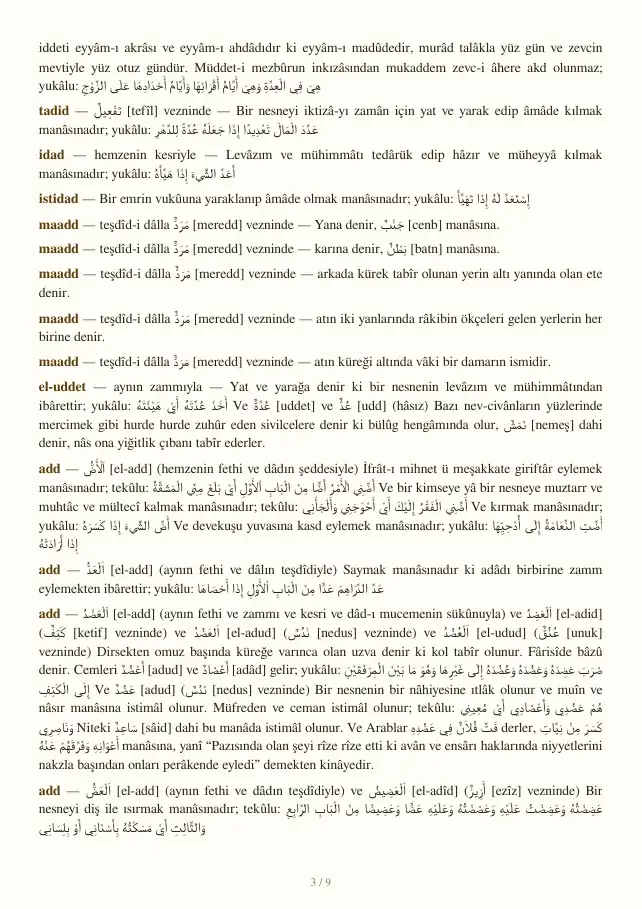 iddeti eyyâm-ı akrâsı ve eyyâm-ı ahdâdıdır ki eyyâm-ı madûdedir, murâd talâkla yüz gün ve zevcin
mevtiyle yüz otuz gündür. Müddet-i mezbûrun inkızâsından mukaddem zevc-i âhere akd olunmaz;
yukâlu: هِيَ فِي الْعِدَّةِ وَهِيَ أَيَّامُ أَقْرَائِهَا وَأَيَّامُ أَحْدَادِهَا عَلَى الزَّوْجِ
tadid — تَفْعِيلٌ [tefîl] vezninde — Bir nesneyi iktizâ-yı zamân için yat ve yarak edip âmâde kılmak
manâsınadır; yukâlu: عَدَّدَ الْمَالَ تَعْدِيدًا إِذَا جَعَلَهُ عُدَّةً لِلدَّهْرِ
idad — hemzenin kesriyle — Levâzım ve mühimmâtı tedârük edip hâzır ve müheyyâ kılmak
manâsınadır; yukâlu: أَعَدَّ الشَّيءَ إِذَا هَيَّأَهُ
istidad — Bir emrin vukûuna yaraklanıp âmâde olmak manâsınadır; yukâlu: إِسْتَعَدَّ لَهُ إِذَا تَهَيَّأَ
maadd — teşdîd-i dâlla مَرَدٌّ [meredd] vezninde — Yana denir, جَنْبٌ [cenb] manâsına.
maadd — teşdîd-i dâlla مَرَدٌّ [meredd] vezninde — karına denir, بَطْنٌ [batn] manâsına.
maadd — teşdîd-i dâlla مَرَدٌّ [meredd] vezninde — arkada kürek tabîr olunan yerin altı yanında olan ete
denir.
maadd — teşdîd-i dâlla مَرَدٌّ [meredd] vezninde — atın iki yanlarında râkibin ökçeleri gelen yerlerin her
birine denir.
maadd — teşdîd-i dâlla مَرَدٌّ [meredd] vezninde — atın küreği altında vâki bir damarın ismidir.
el-uddet — aynın zammıyla — Yat ve yarağa denir ki bir nesnenin levâzım ve mühimmâtından
ibârettir; yukâlu: أَخَذَ عُدَّتَهُ أَيْ هَيْئَتَهُ Ve عُدَّةٌ [uddet] ve عُدٌّ [udd] (hâsız) Bazı nev-civânların yüzlerinde
mercimek gibi hurde hurde zuhûr eden sivilcelere denir ki bülûg hengâmında olur, نَمَشٌ [nemeş] dahi
denir, nâs ona yiğitlik çıbanı tabîr ederler.
add — اَلْأَضُّ [el-add] (hemzenin fethi ve dâdın şeddesiyle) İfrât-ı mihnet ü meşakkate giriftâr eylemek
manâsınadır; tekûlu: أَضَّنِي الْأَمْرُ أَضًّا مِنَ الْبَابِ الْأَوَّلِ أَيْ بَلَغَ مِنِّي الْمَشَقَّةُ Ve bir kimseye yâ bir nesneye muztarr ve
muhtâc ve mültecî kalmak manâsınadır; tekûlu: أَضَّنِي الْفَقْرُ إِلَيْكَ أَيْ أَحْوَجَنِي وَأَلْجَأَنِي Ve kırmak manâsınadır;
yukâlu: أَضَّ الشَّيءَ إِذَا كَسَرَهُ Ve devekuşu yuvasına kasd eylemek manâsınadır; yukâlu: أَضَّتِ النَّعَامَةُ إِلَى أُدْحِيِّهَا
إِذَا أَرَادَتْهُ
add — اَلْعَدُّ [el-add] (aynın fethi ve dâlın teşdîdiyle) Saymak manâsınadır ki adâdı birbirine zamm
eylemekten ibârettir; yukâlu: عَدَّ الدَّرَاهِمَ عَدًّا مِنَ الْبَابِ الْأَوَّلِ إِذَا أَحْصَاهَا
add — اَلْعَضْدُ [el-add] (aynın fethi ve zammı ve kesri ve dâd-ı mucemenin sükûnuyla) ve اَلْعَضِدُ [el-adid]
(كَتِفٌ [ketif] vezninde) ve اَلْعَضُدُ [el-adud] (نَدُسٌ [nedus] vezninde) ve اَلْعُضُدُ [el-udud] (عُنُقٌ [unuk]
vezninde) Dirsekten omuz başında küreğe varınca olan uzva denir ki kol tabîr olunur. Fârisîde bâzû
denir. Cemleri أَعْضُدٌ [adud] ve أَعْضَادٌ [adâd] gelir; yukâlu: ضَرَبَ عَضِدَهُ وَعَضُدَهُ وَعُضُدَهُ إِلَى غَيْرِهَا وَهُوَ مَا بَيْنَ الْمِرْفَقَيْنِ
إِلَى الْكَتِفِ Ve عَضُدٌ [adud] (نَدُسٌ [nedus] vezninde) Bir nesnenin bir nâhiyesine ıtlâk olunur ve muîn ve
nâsır manâsına istimâl olunur. Müfreden ve ceman istimâl olunur; tekûlu: هُمْ عَضُدِي وَأَعْضَادِي أَيْ مُعِينِي
وَنَاصِرِي Niteki سَاعِدٌ [sâid] dahi bu manâda istimâl olunur. Ve Arablar فَتَّ فُلاَنٌ فِي عَضُدِهِ derler, كَسَرَ مِنْ نِيَّاتِ
أَعْوَانِهِ وَفَرَّقَهُمْ عَنْهُ manâsına, yanî “Pazısında olan şeyi rîze rîze etti ki avân ve ensârı haklarında niyyetlerini
nakzla başından onları perâkende eyledi” demekten kinâyedir.
add — اَلْعَضُّ [el-add] (aynın fethi ve dâdın teşdîdiyle) ve اَلْعَضِيضُ [el-adîd] (أَزِيزٌ [ezîz] vezninde) Bir
nesneyi diş ile ısırmak manâsınadır; tekûlu: عَضِضْتُهُ وَعَضِضْتُ عَلَيْهِ وَعَضَضْتُهُ وَعَلَيْهِ عَضًّا وَعَضِيضًا مِنَ الْبَابِ الرَّابِعِ
وَالثَّالِثِ أَيْ مَسَكْتُهُ بِأَسْنَانِي أَوْ بِلِسَانِي
3 / 9